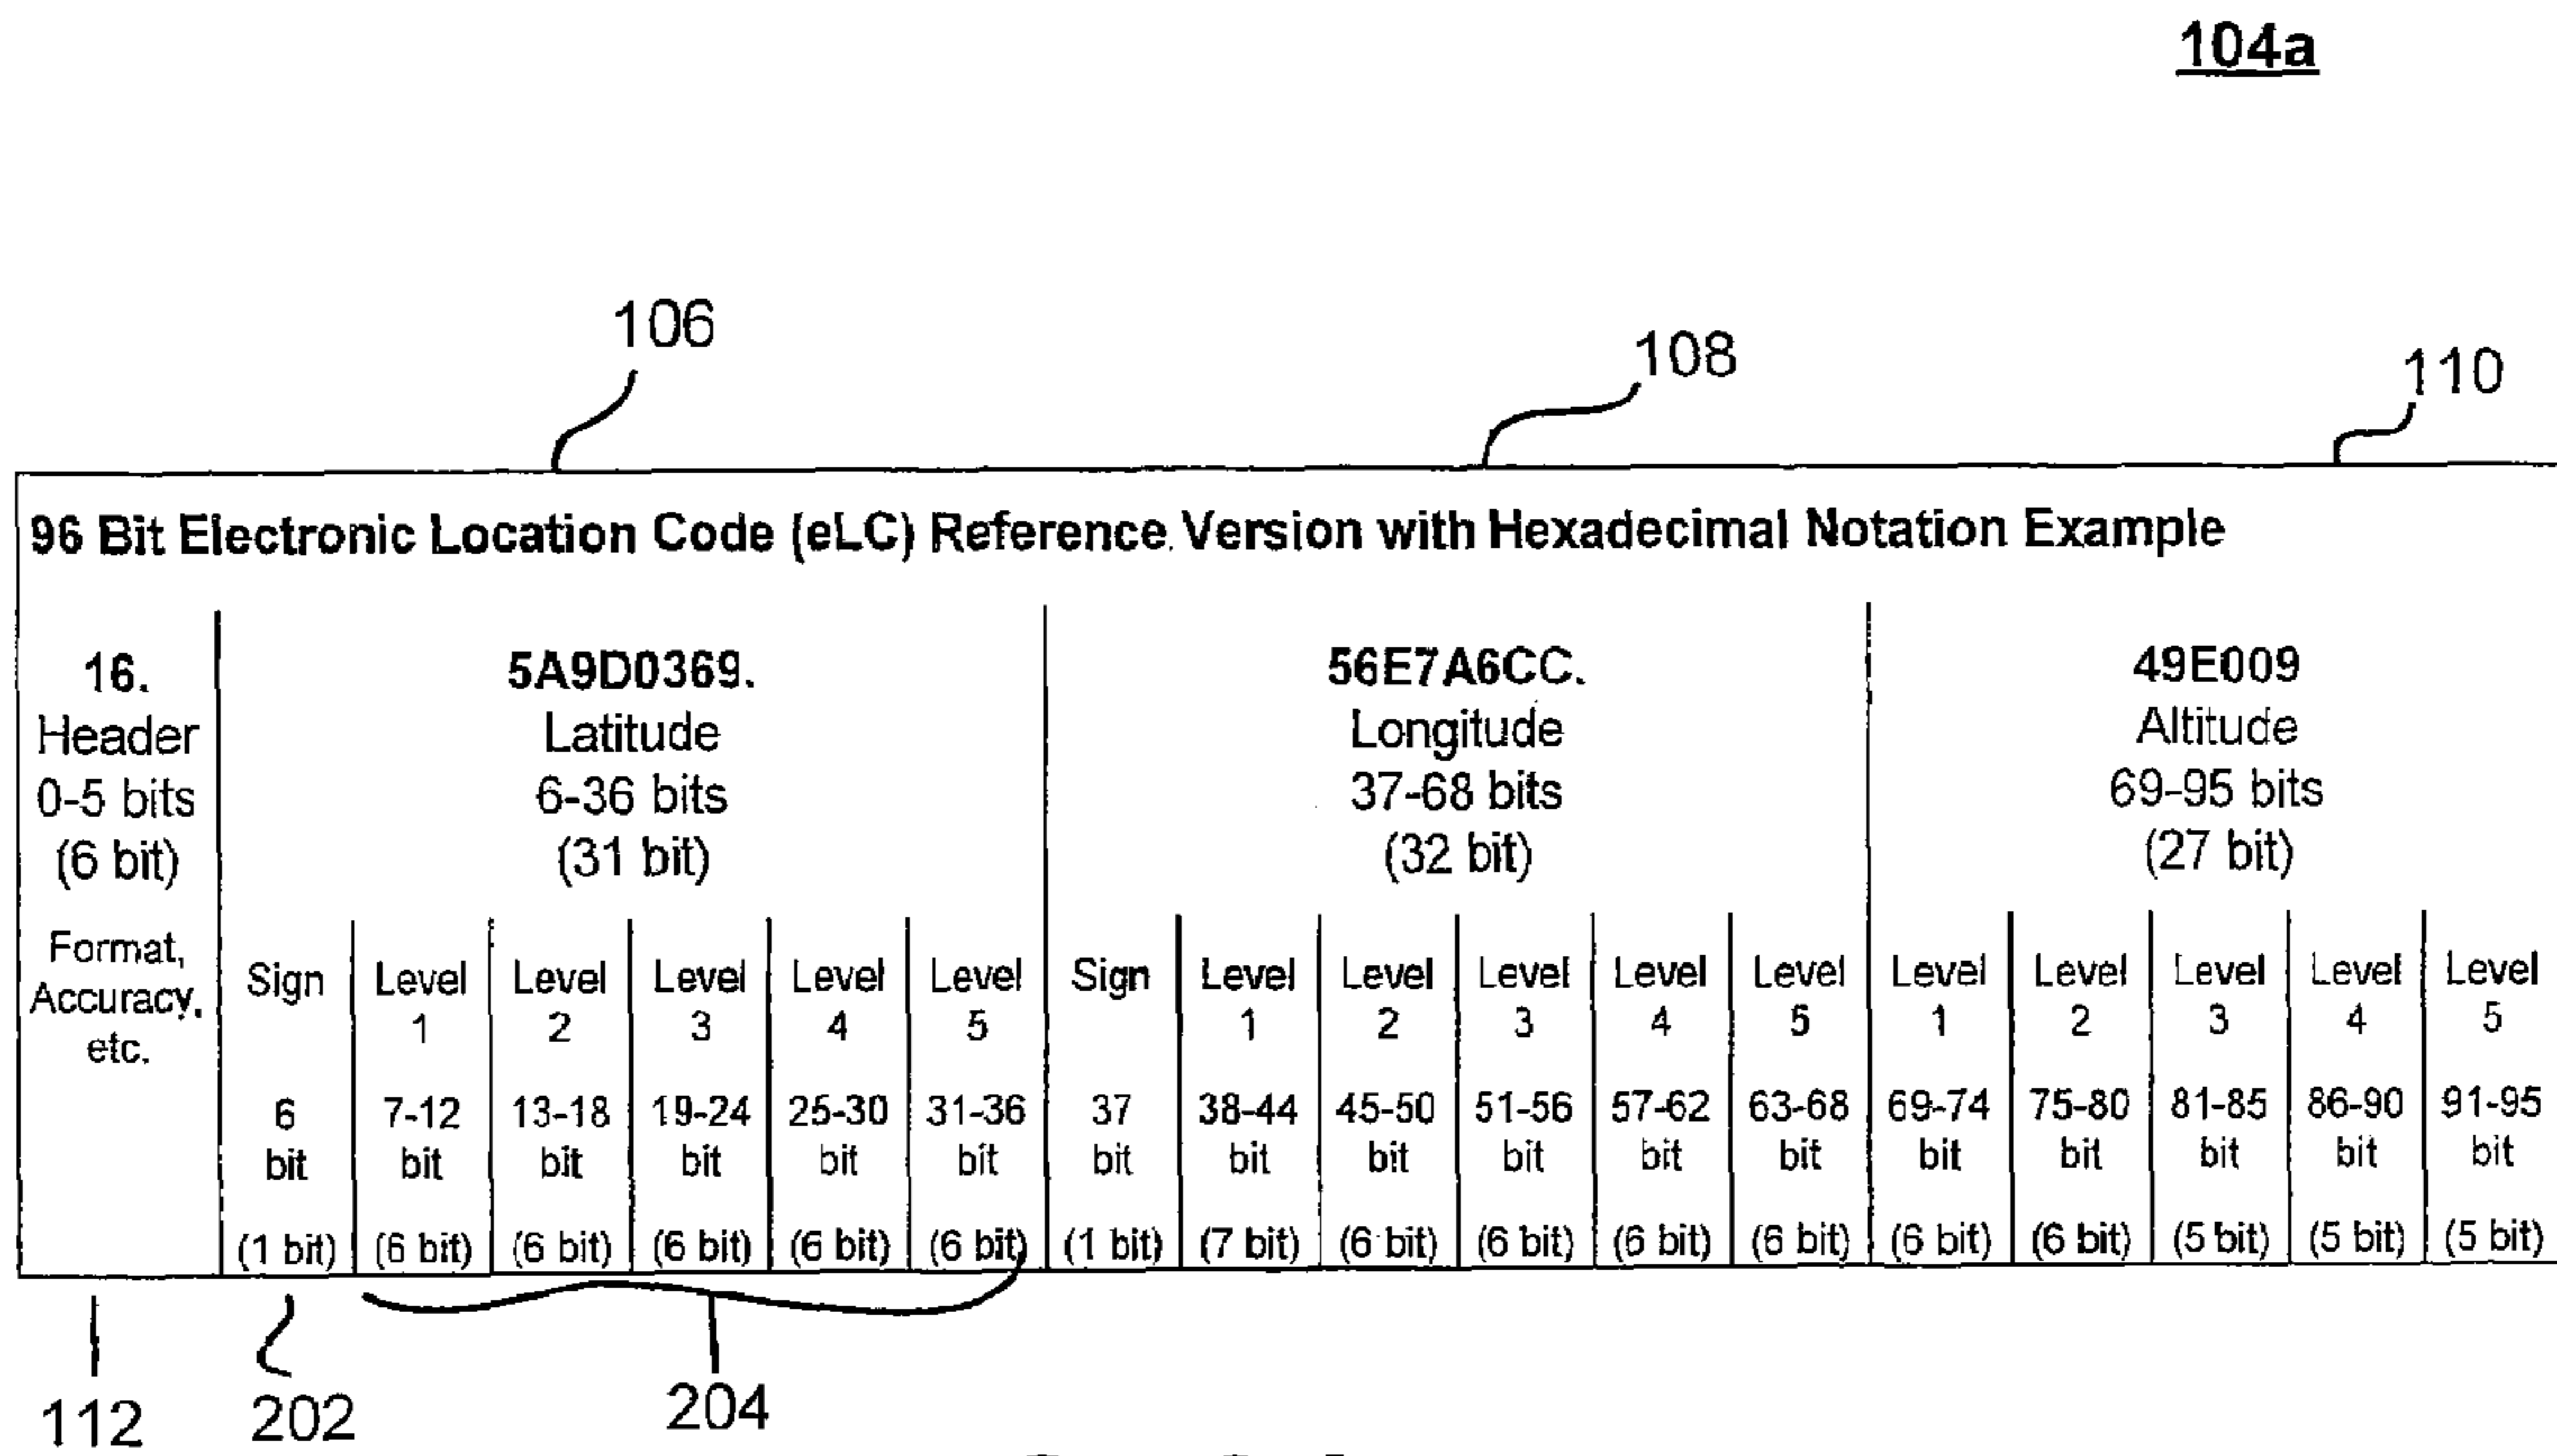 104a
106
108
110
96 Bit Electronic Location Code (eLC) Reference Version with Hexadecimal Notation Example
16. 5A9D0369. 56E7A6CC. 49E009
Header Latitude Longitude Altitude
0-5 bits 6-36 bits 37-68 bits 69-95 bits
(6 bit) (31 bit) (32 bit) (27 bit)
Format, Accuracy, etc.
Sign Level Level Level Level Level Sign Level Level Level Level Level Level Level Level Level Level
1 2 3 4 5 1 2 3 4 5 1 2 3 4 5
6 7-12 13-18 19-24 25-30 31-36 37 38-44 45-50 51-56 57-62 63-68 69-74 75-80 81-85 86-90 91-95
bit bit bit bit bit bit bit bit bit bit bit bit bit bit bit bit bit
(1 bit) (6 bit) (6 bit) (6 bit) (6 bit) (6 bit) (1 bit) (7 bit) (6 bit) (6 bit) (6 bit) (6 bit) (6 bit) (6 bit) (5 bit) (5 bit) (5 bit)
112
202
204